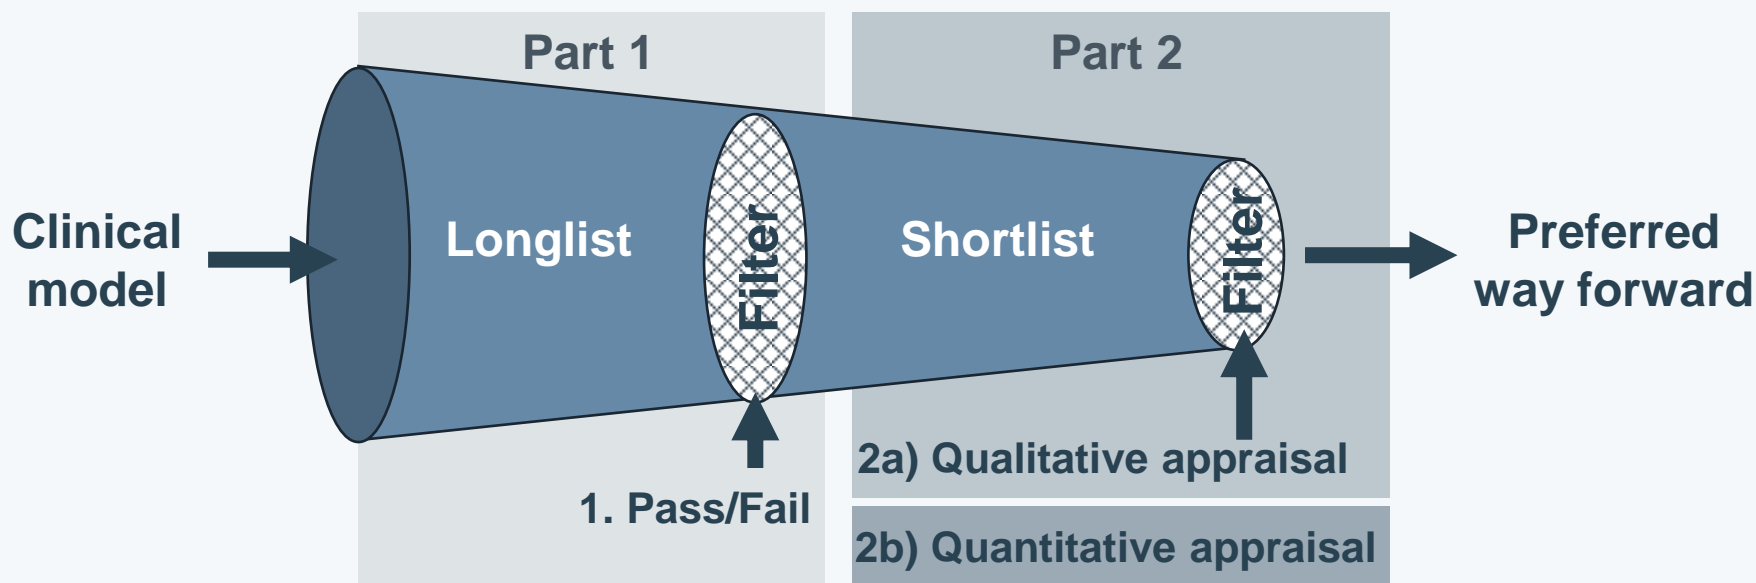 Part 1
Part 2
Clinical
model
Longlist
Filter
Shortlist
Filter
Preferred
way forward
1. Pass/Fail
2a) Qualitative appraisal
2b) Quantitative appraisal